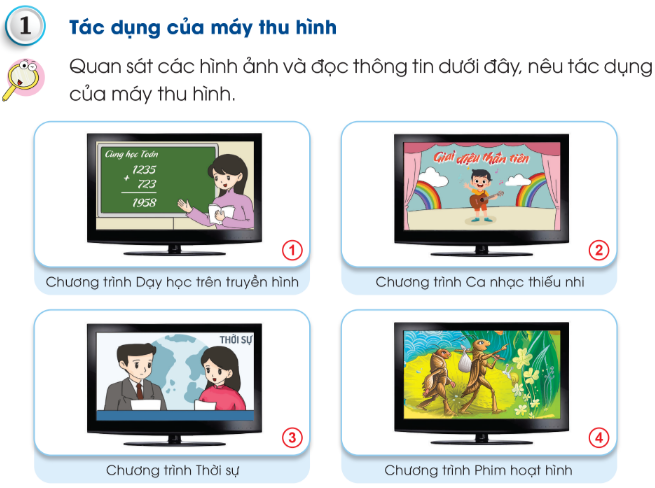 1 Tác dụng của máy thu hình
Quan sát các hình ảnh và đọc thông tin dưới đây, nêu tác dụng
của máy thu hình.
Cùng học Toán
1235
+
723
1958
1
Chương trình Dạy học trên truyền hình
Giai điệu thần tiên
2
Chương trình Ca nhạc thiếu nhi
THỜI SỰ
3
Chương trình Thời sự
4
Chương trình Phim hoạt hình